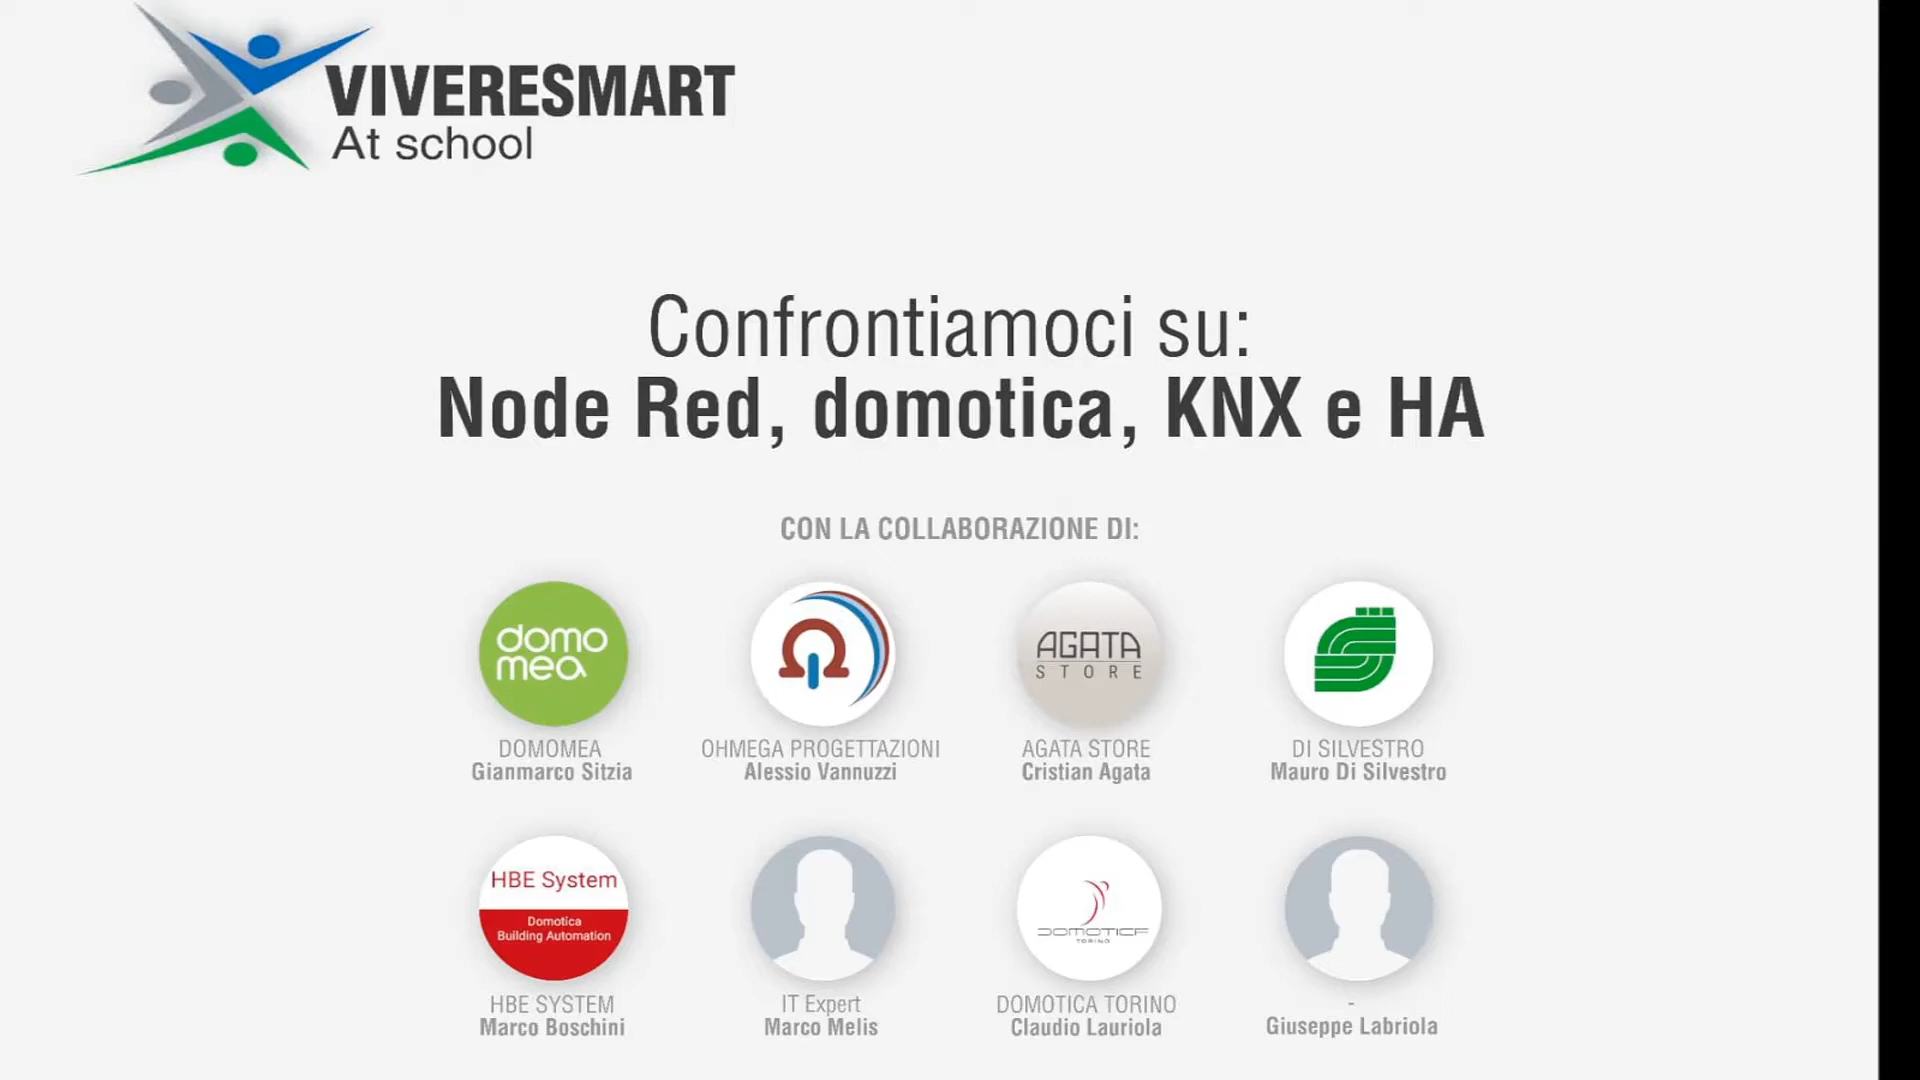 VIVERESMART
At school
Confrontiamoci su:
Node Red, domotica, KNX e HA
CON LA COLLABORAZIONE DI:
domo
mea
AGATA
STORE
DOMOMEA
Gianmarco Sitzia
OHMEGA PROGETTAZIONI
Alessio Vannuzzi
AGATA STORE
Cristian Agata
DI SILVESTRO
Mauro Di Silvestro
HBE System
Domotica
Building Automation
DOMOTICA
TORINO
HBE SYSTEM
Marco Boschini
IT Expert
Marco Melis
DOMOTICA TORINO
Claudio Lauriola
-
Giuseppe Labriola